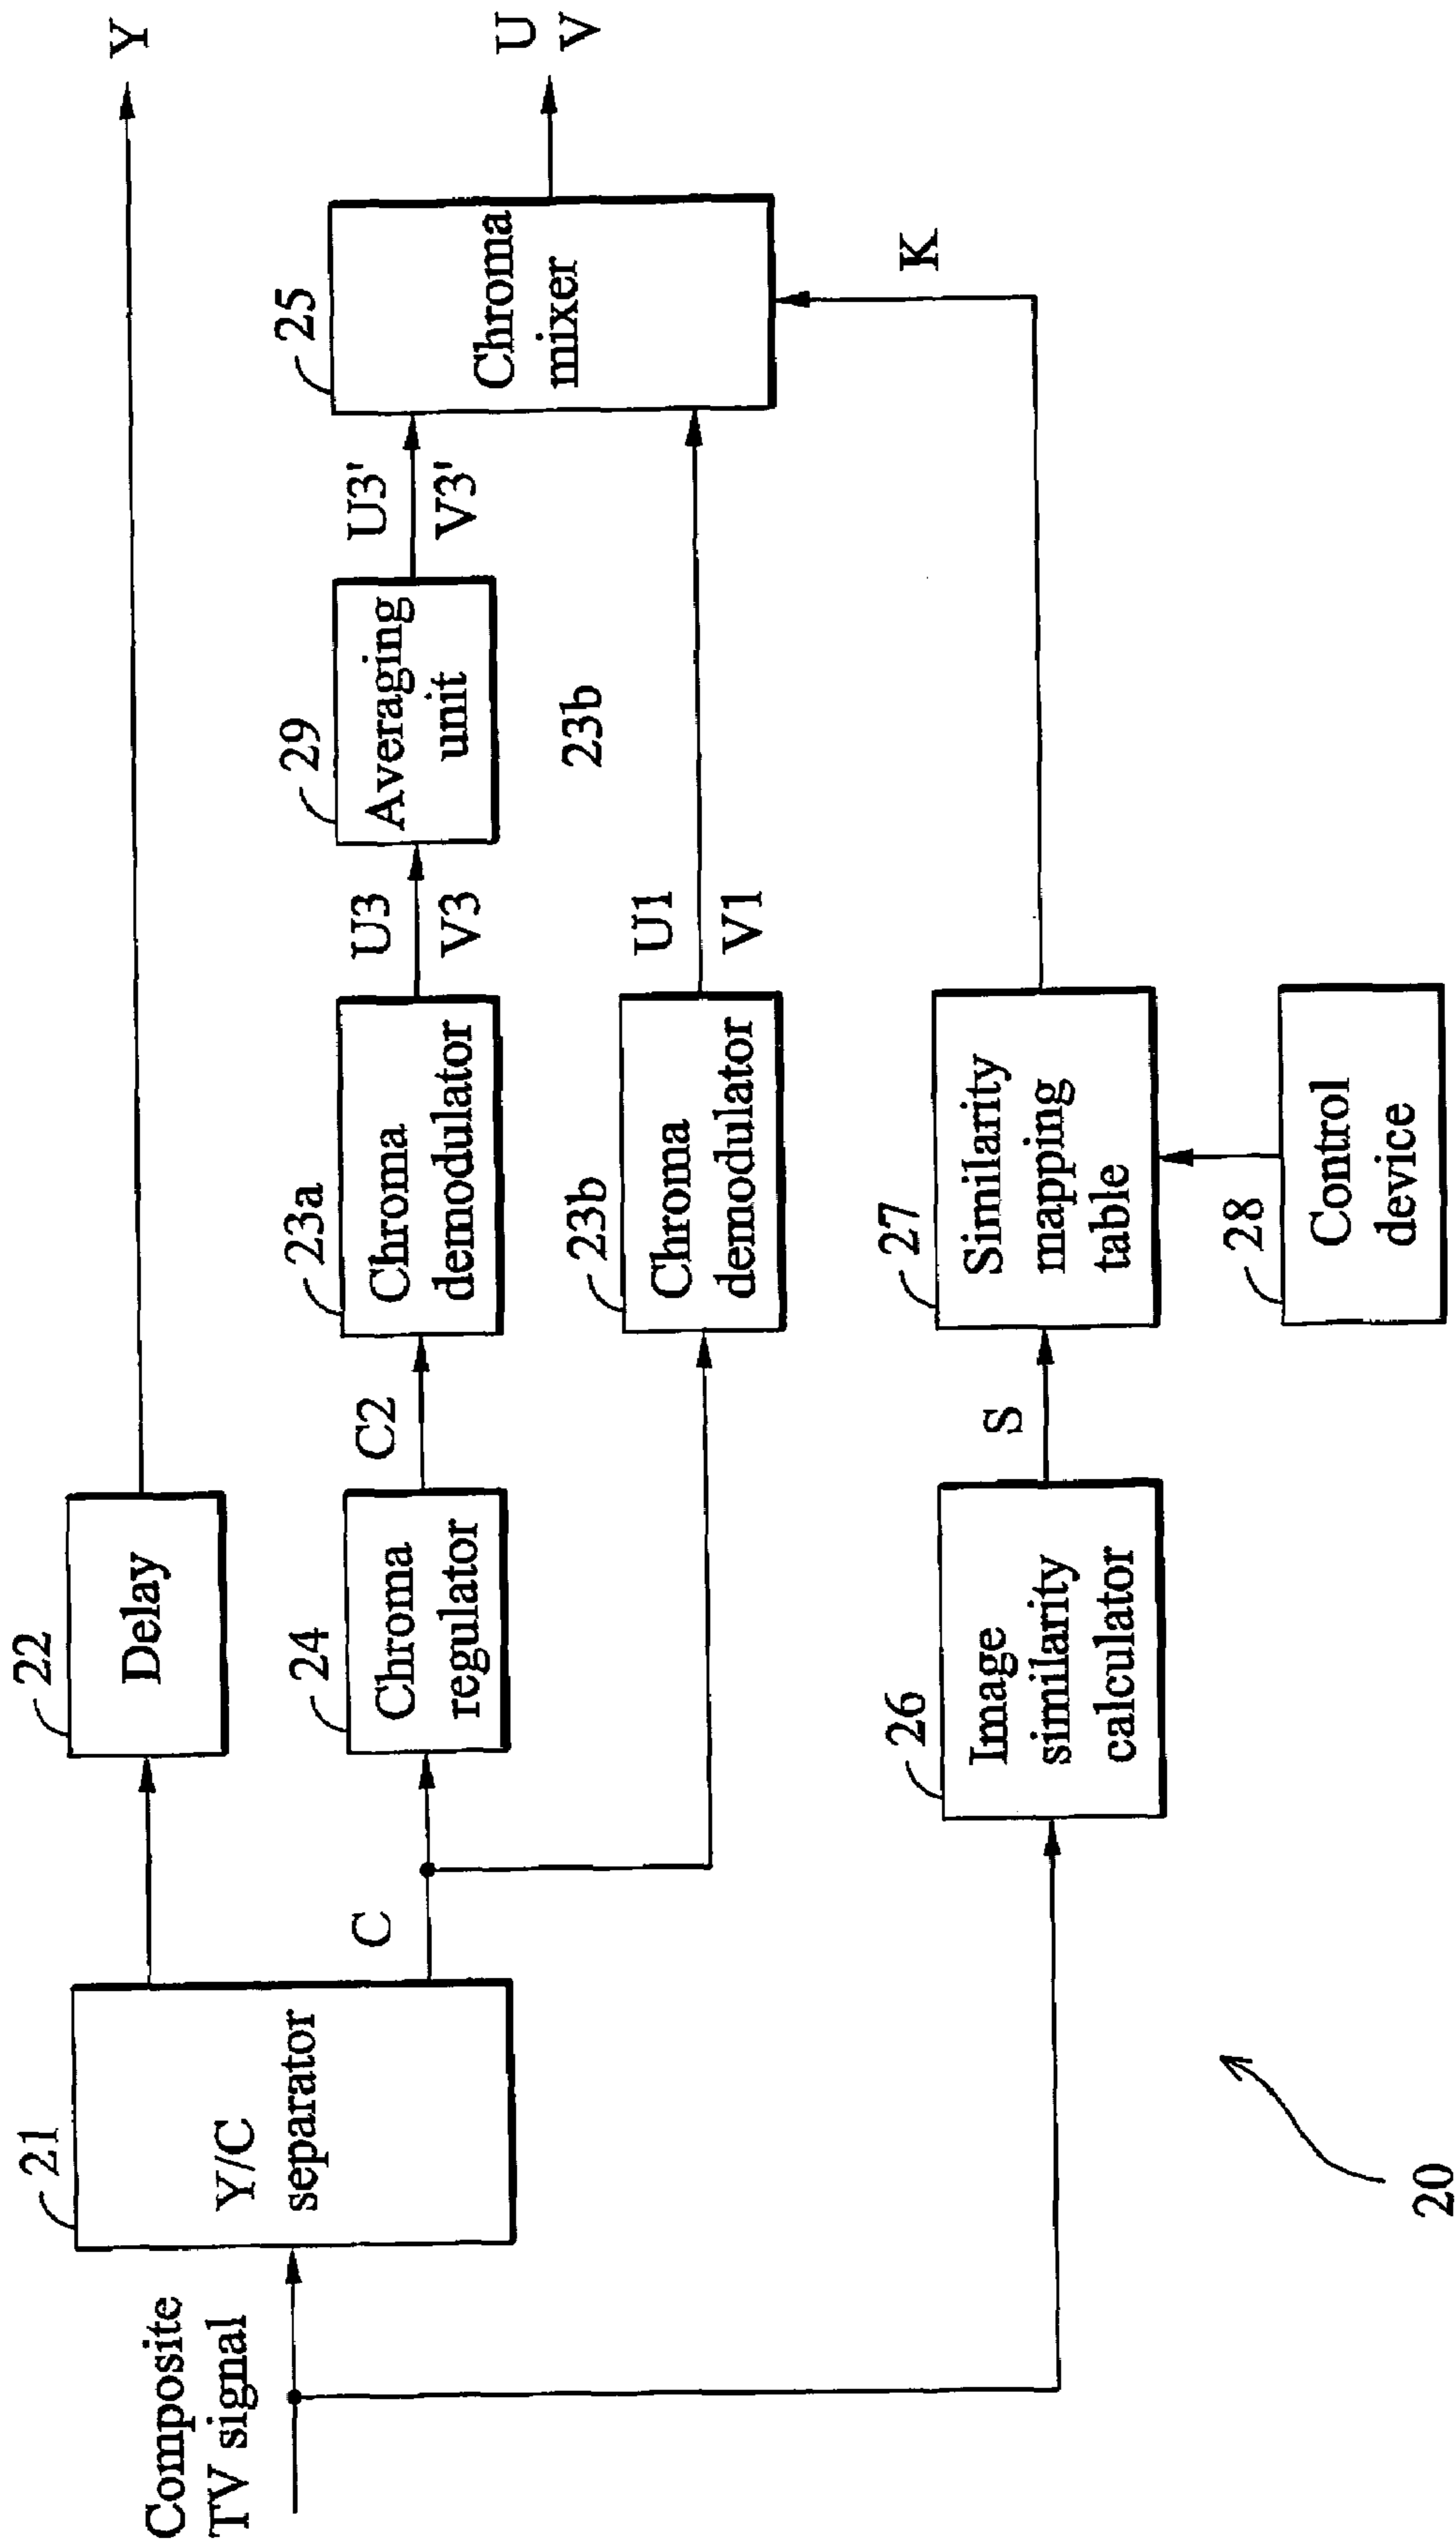 Composite
TV signal
21
Y/C
separator
C
22
Delay
Y
24
Chroma
regulator
C2
23a
Chroma
demodulator
U3
V3
29
Averaging
unit
U3'
V3'
25
Chroma
mixer
U
V
23b
Chroma
demodulator
U1
V1
23b
26
Image
similarity
calculator
S
27
Similarity
mapping
table
K
28
Control
device
20